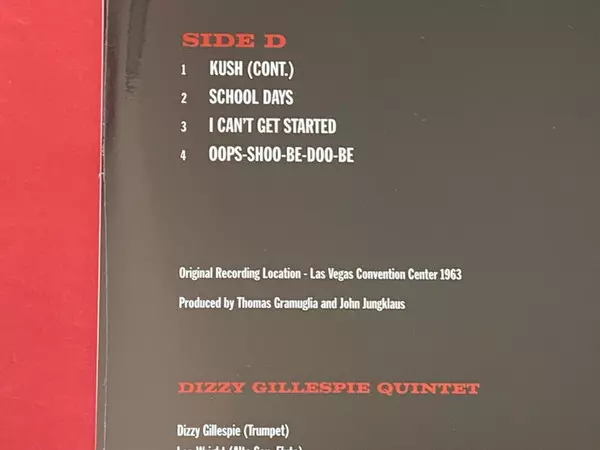 SIDE D
1 KUSH (CONT.)
2 SCHOOL DAYS
3 I CAN'T GET STARTED
4 OOPS-SHOO-BE-DOO-BE
Original Recording Location - Las Vegas Convention Center 1963
Produced by Thomas Gramuglia and John Jungklaus
DIZZY GILLESPIE QUINTET
Dizzy Gillespie (Trumpet)